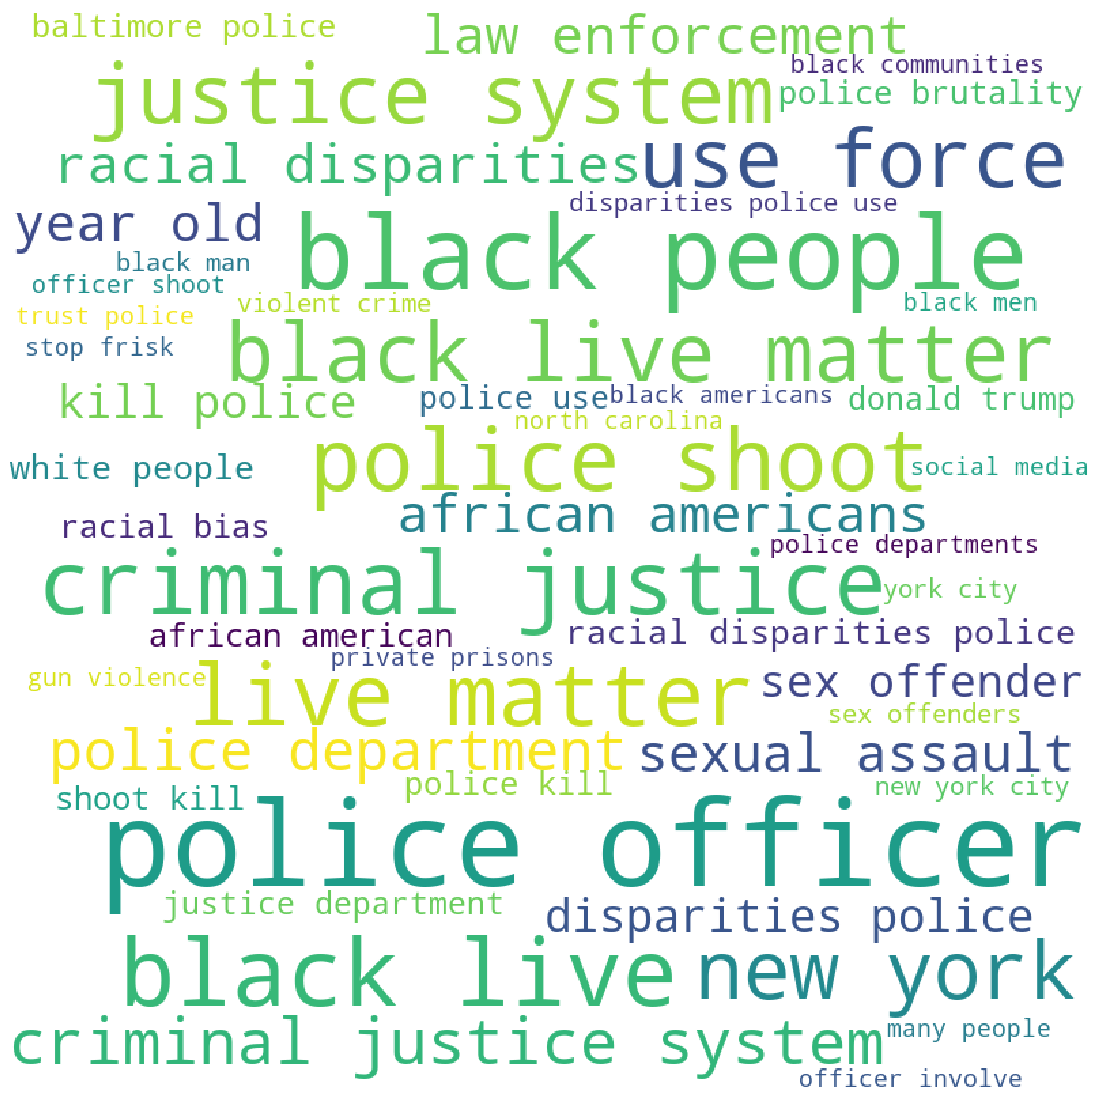 baltimore police
law enforcement
black communities
justice system
police brutality
use force
racial disparities
disparities police use
year old
black people
black man
officer shoot
violent crime
black men
trust police
stop frisk
black live matter
kill police
police use
black americans
donald trump
north carolina
police shoot
white people
social media
african americans
racial bias
police departments
criminal justice
york city
african american
racial disparities police
private prisons
gun violence
live matter
sex offender
sex offenders
police department
sexual assault
police kill
new york city
shoot kill
police officer
justice department
disparities police
black live
new york
criminal justice system
many people
officer involve